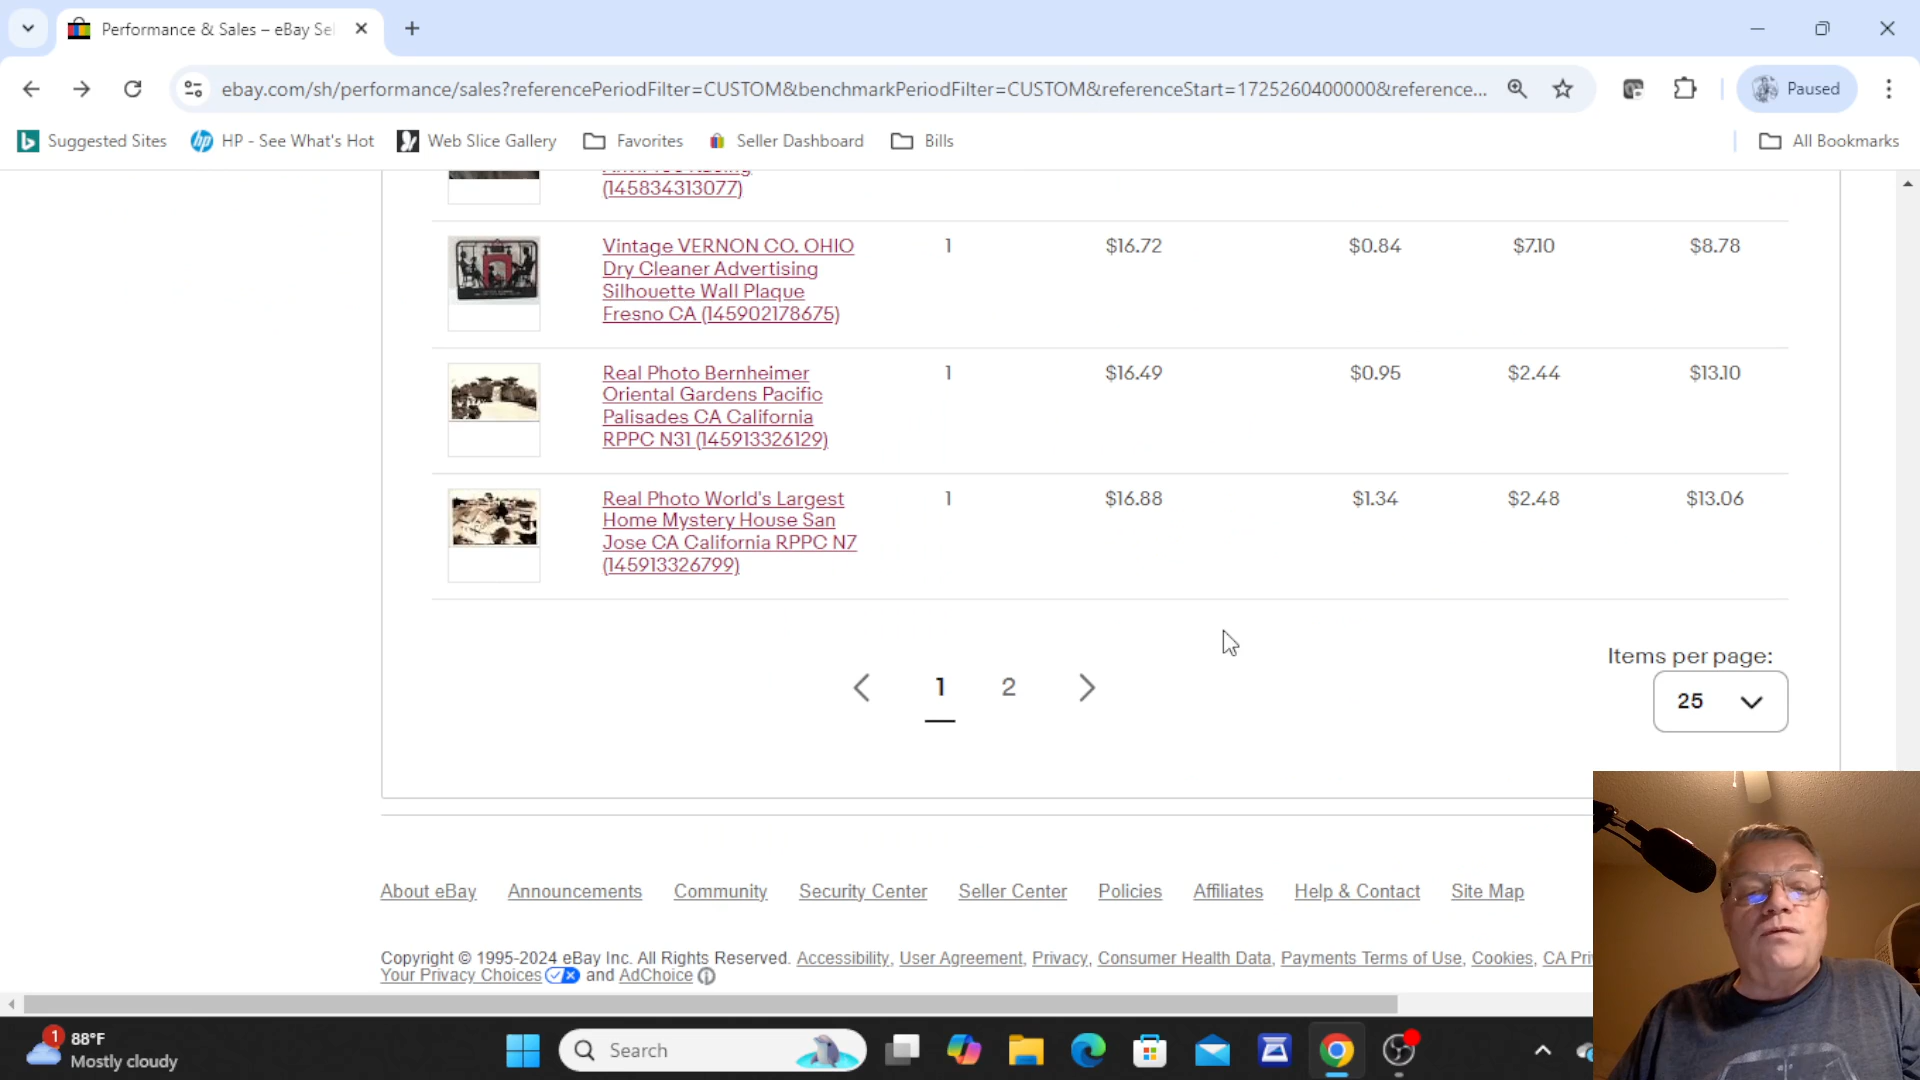 Performance & Sales – eBay Sel
ebay.com/sh/performance/sales?referencePeriodFilter=CUSTOM&benchmarkPeriodFilter=CUSTOM&referenceStart=1725260400000&reference...
Paused
Suggested Sites
HP - See What's Hot
Web Slice Gallery
Favorites
Seller Dashboard
Bills
All Bookmarks
(145834313077)
Vintage VERNON CO. OHIO 1 $16.72 $0.84 $7.10 $8.78
Dry Cleaner Advertising
Silhouette Wall Plaque
Fresno CA (145902178675)
Real Photo Bernheimer 1 $16.49 $0.95 $2.44 $13.10
Oriental Gardens Pacific
Palisades CA California
RPPC N31 (145913326129)
Real Photo World's Largest 1 $16.88 $1.34 $2.48 $13.06
Home Mystery House San
Jose CA California RPPC N7
(145913326799)
Items per page:
1 2
25
About eBay Announcements Community Security Center Seller Center Policies Affiliates Help & Contact Site Map
Copyright © 1995-2024 eBay Inc. All Rights Reserved. Accessibility, User Agreement, Privacy, Consumer Health Data, Payments Terms of Use, Cookies, CA Pri
Your Privacy Choices and AdChoice
1
88°F
Mostly cloudy
Search